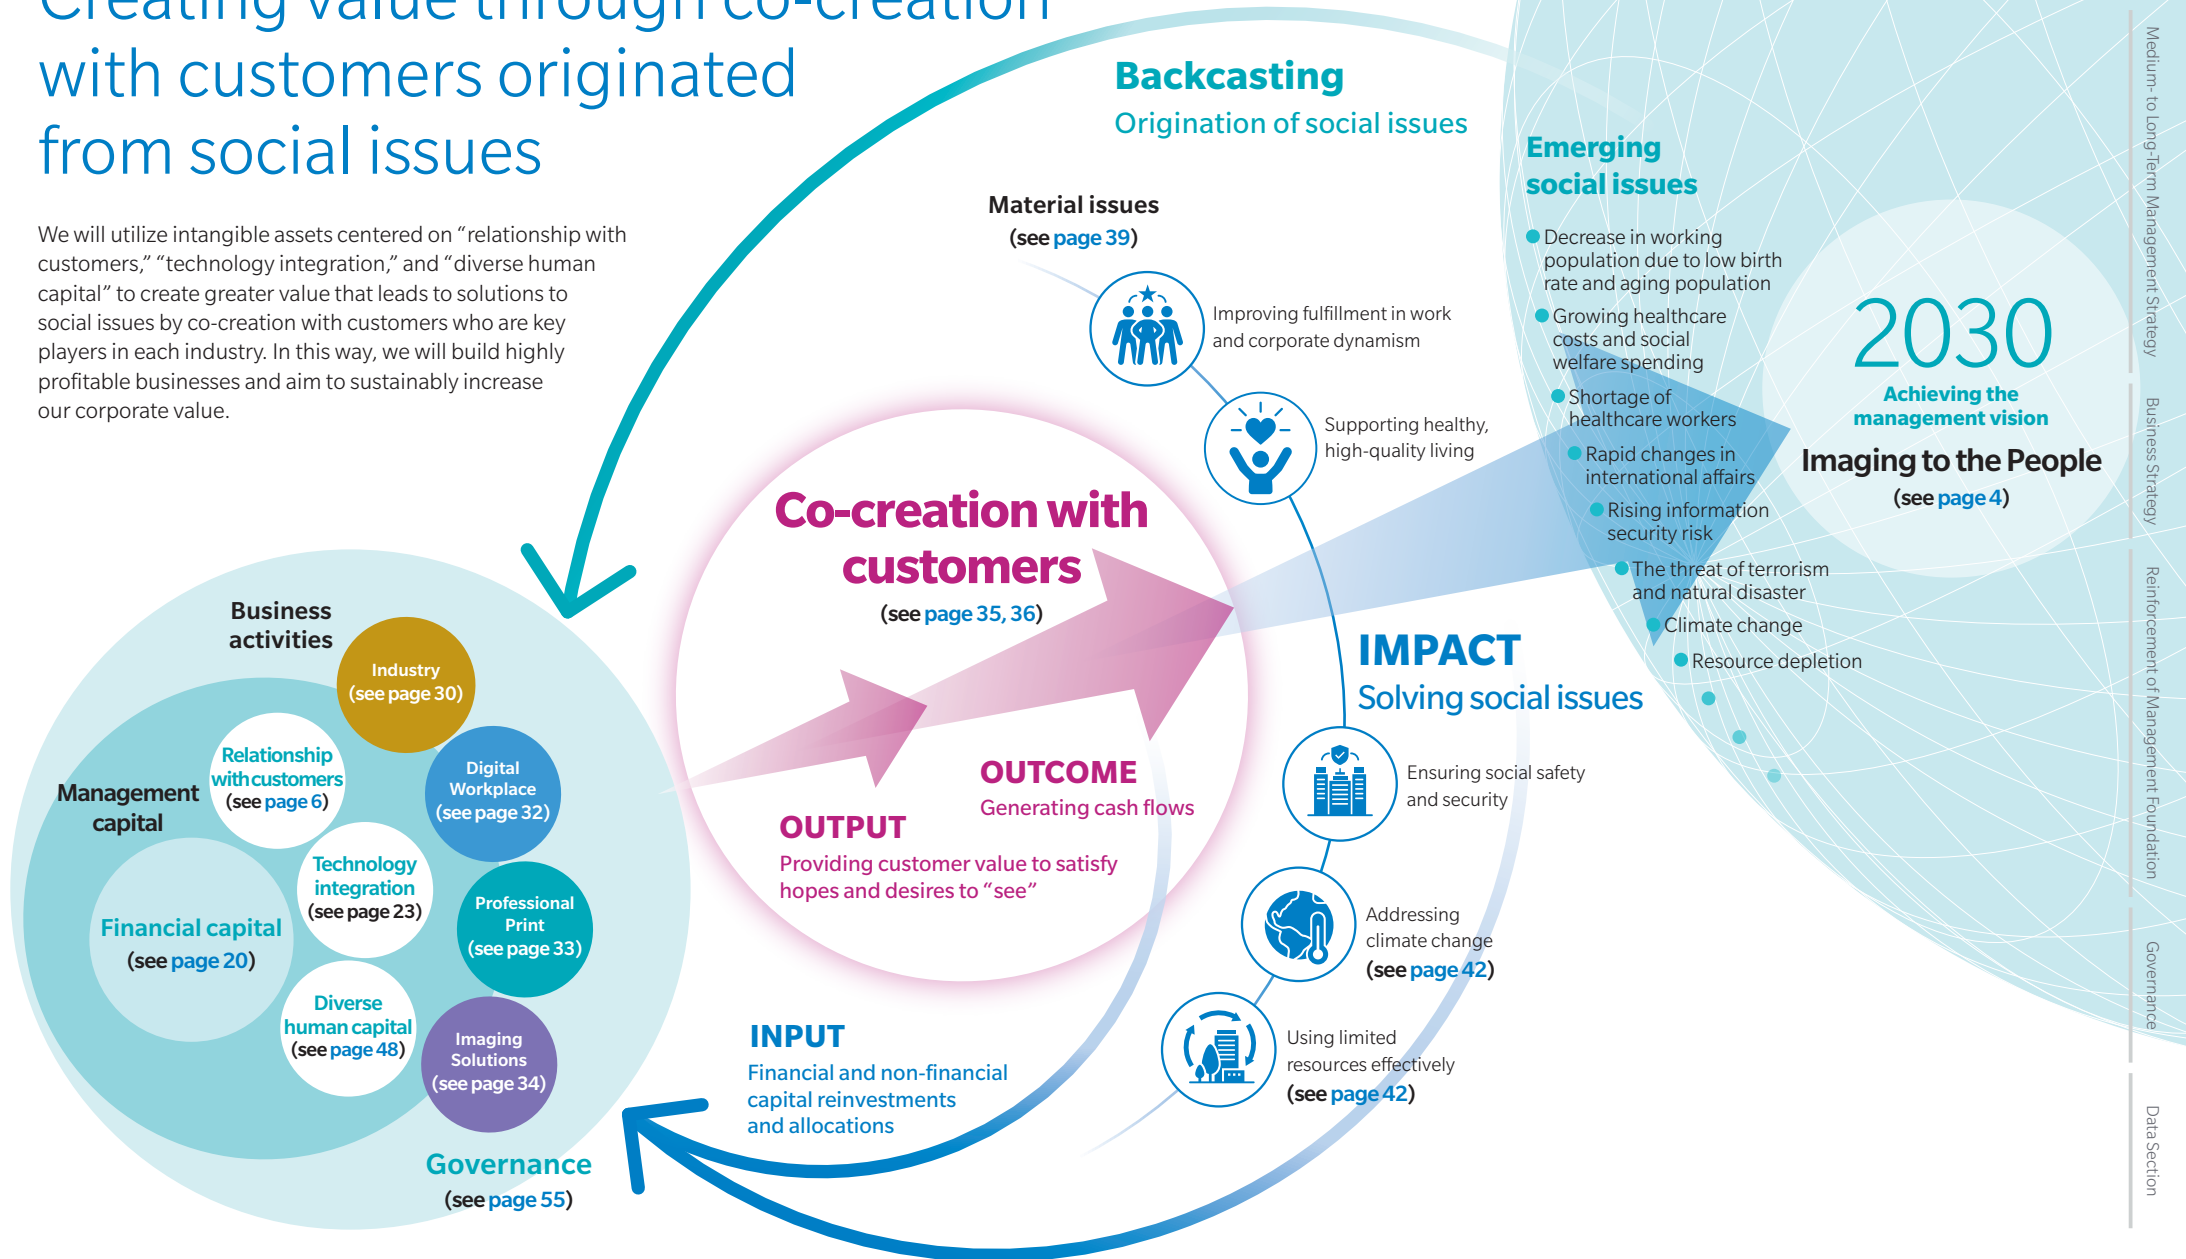 Creating value through co-creation
with customers originated
from social issues
We will utilize intangible assets centered on “relationship with
customers,” “technology integration,” and “diverse human
capital” to create greater value that leads to solutions to
social issues by co-creation with customers who are key
players in each industry. In this way, we will build highly
profitable businesses and aim to sustainably increase
our corporate value.
Backcasting
Origination of social issues
Material issues
(see page 39)
Improving fulfillment in work
and corporate dynamism
Supporting healthy,
high-quality living
Emerging
social issues
Decrease in working
population due to low birth
rate and aging population
Growing healthcare
costs and social
welfare spending
Shortage of
healthcare workers
Rapid changes in
international affairs
Rising information
security risk
The threat of terrorism
and natural disaster
Climate change
Resource depletion
2030
Achieving the
management vision
Imaging to the People
(see page 4)
Co-creation with
customers
(see page 35, 36)
OUTCOME
Generating cash flows
OUTPUT
Providing customer value to satisfy
hopes and desires to “see”
IMPACT
Solving social issues
Ensuring social safety
and security
Addressing
climate change
(see page 42)
Using limited
resources effectively
(see page 42)
INPUT
Financial and non-financial
capital reinvestments
and allocations
Business
activities
Industry
(see page 30)
Digital
Workplace
(see page 32)
Professional
Print
(see page 33)
Imaging
Solutions
(see page 34)
Management
capital
Relationship
with customers
(see page 6)
Technology
integration
(see page 23)
Financial capital
(see page 20)
Diverse
human capital
(see page 48)
Governance
(see page 55)
Medium- to Long-Term Management Strategy
Business Strategy
Reinforcement of Management Foundation
Governance
Data Section